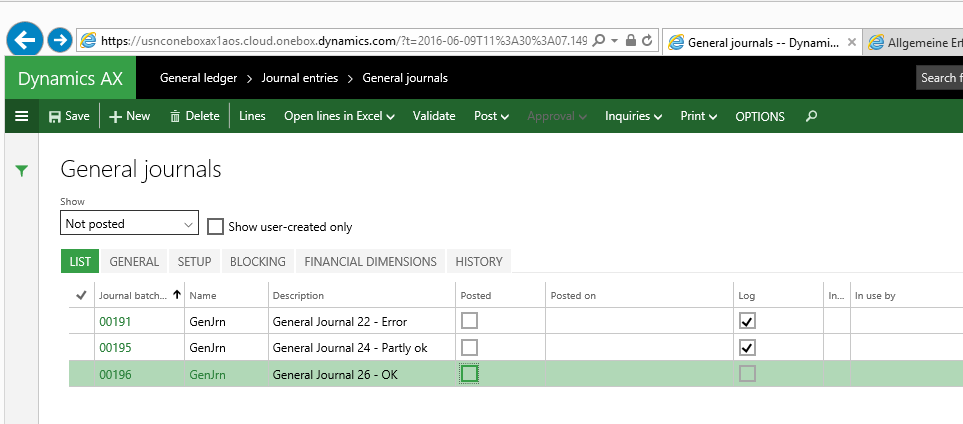 https://usnconeboxax1aos.cloud.onebox.dynamics.com/?t=2016-06-09T11%3A30%3A07.149
General journals -- Dynami...
Allgemeine Erf
Dynamics AX
General ledger > Journal entries > General journals
Search f
Save
New
Delete
Lines
Open lines in Excel
Validate
Post
Approval
Inquiries
Print
OPTIONS
General journals
Show
Not posted
Show user-created only
LIST GENERAL SETUP BLOCKING FINANCIAL DIMENSIONS HISTORY
Journal batch... Name Description Posted Posted on Log In... In use by
00191 GenJrn General Journal 22 - Error
00195 GenJrn General Journal 24 - Partly ok
00196 GenJrn General Journal 26 - OK